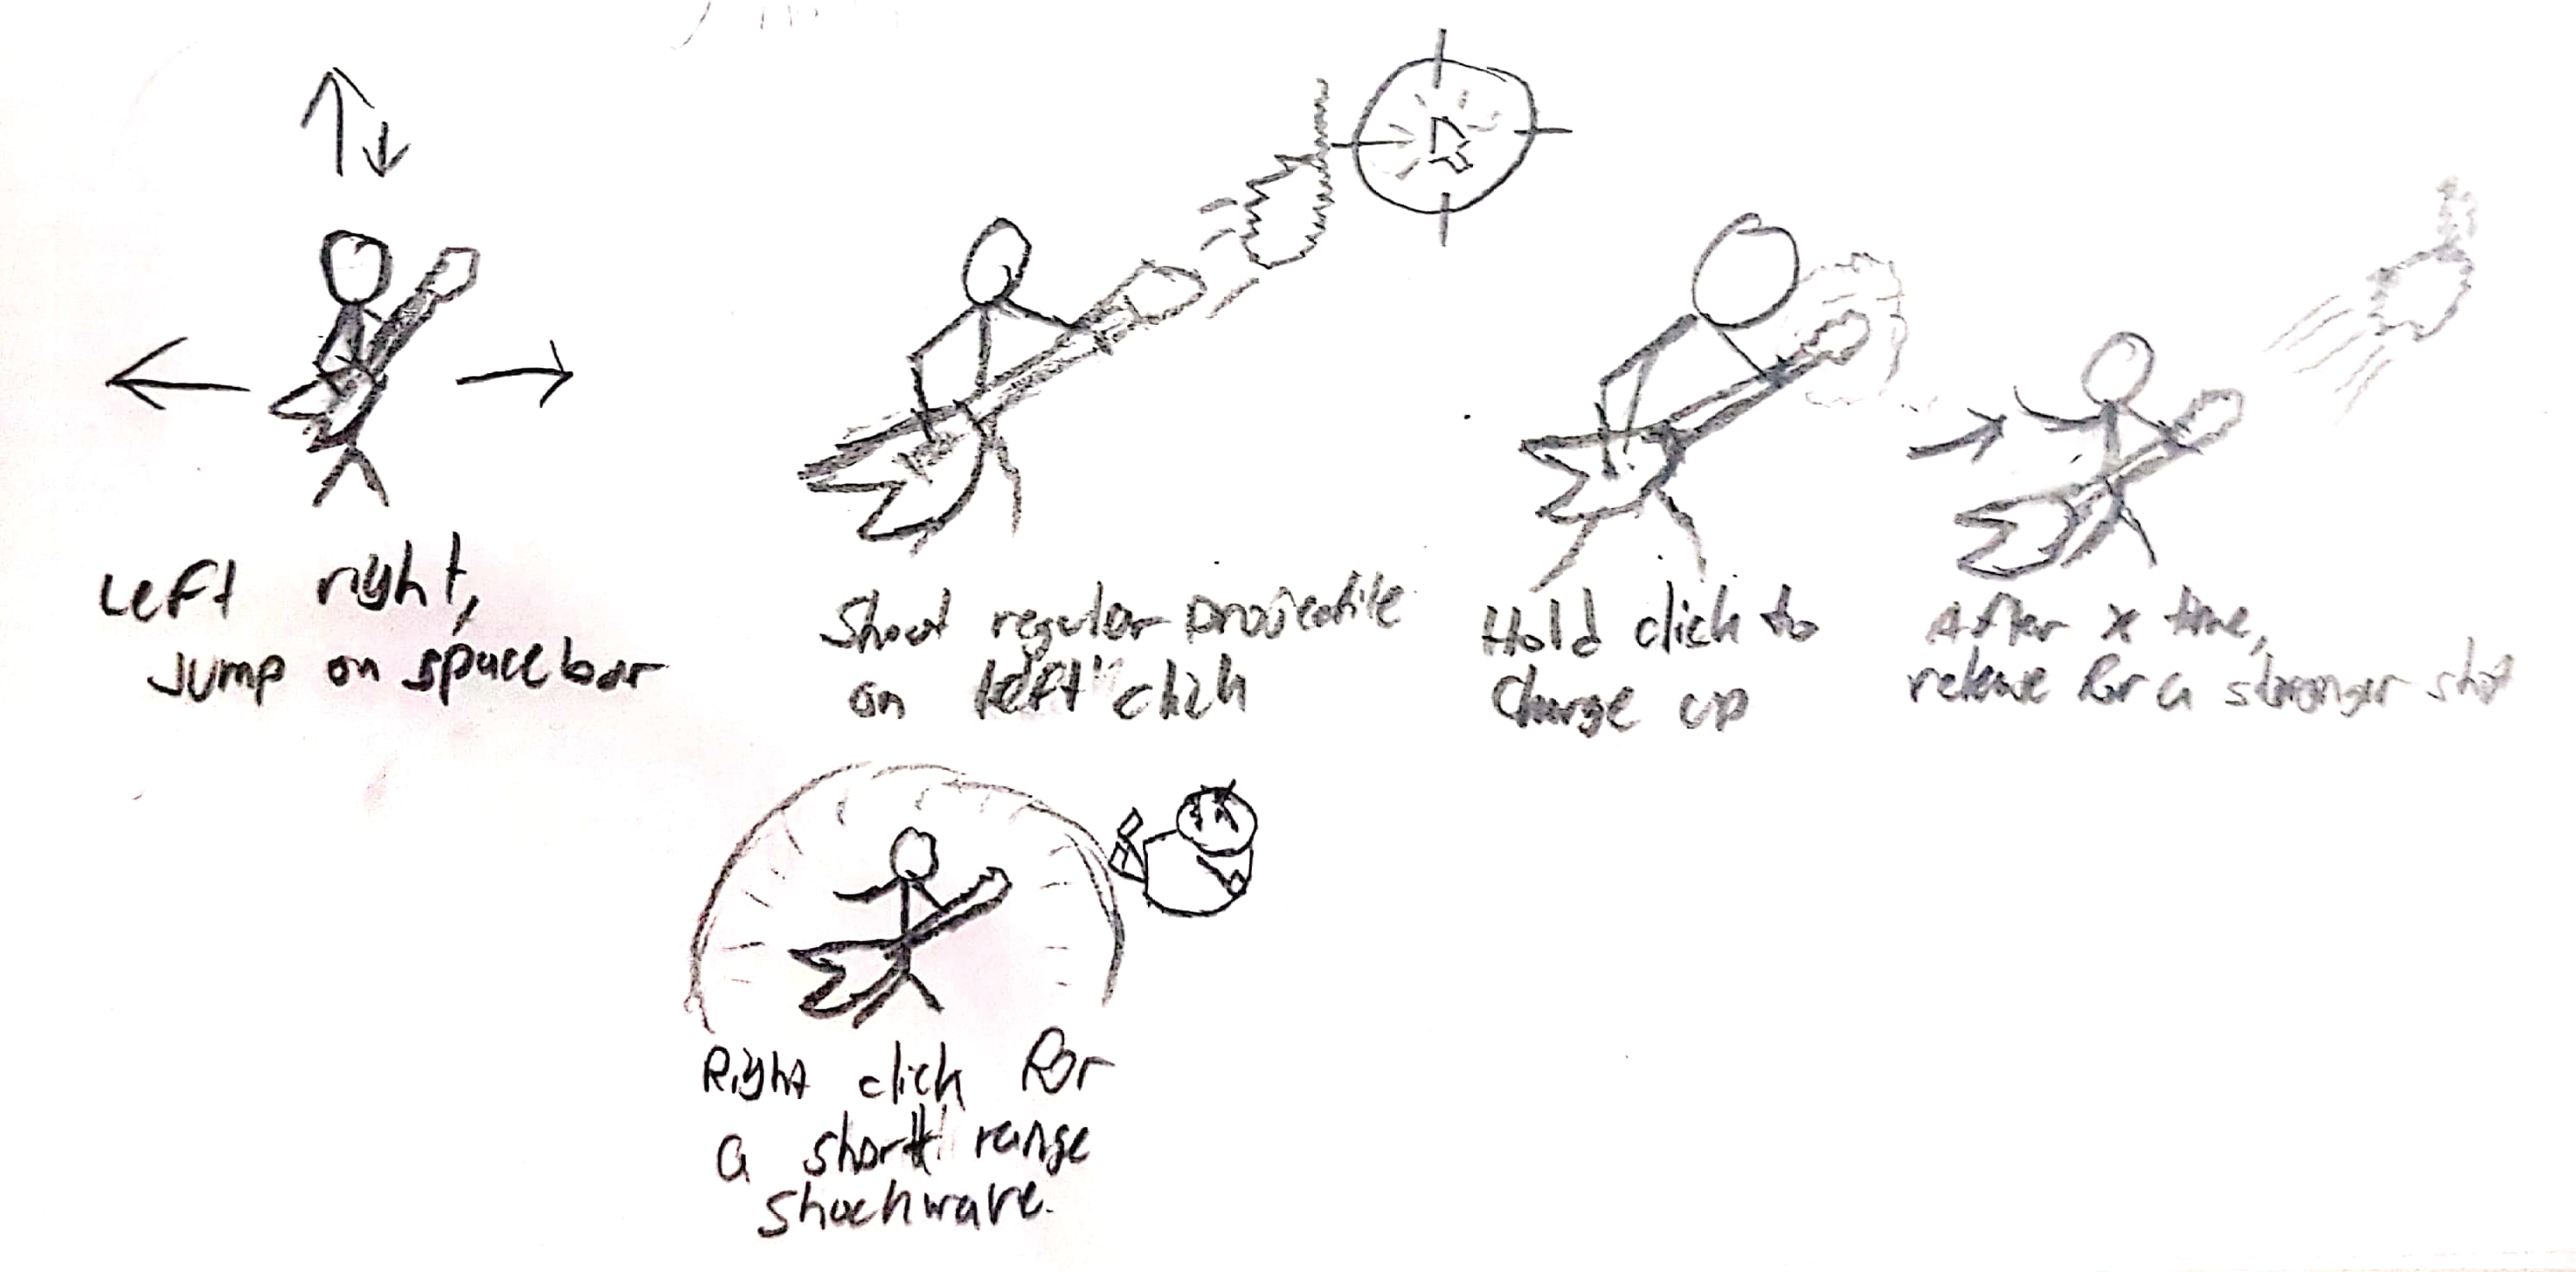 Left right,
Jump on spacebar
Shoot regular projectile
on left click
Hold click to
charge up
After x time,
release for a stronger shot
Right click for
a short range
shockwave.